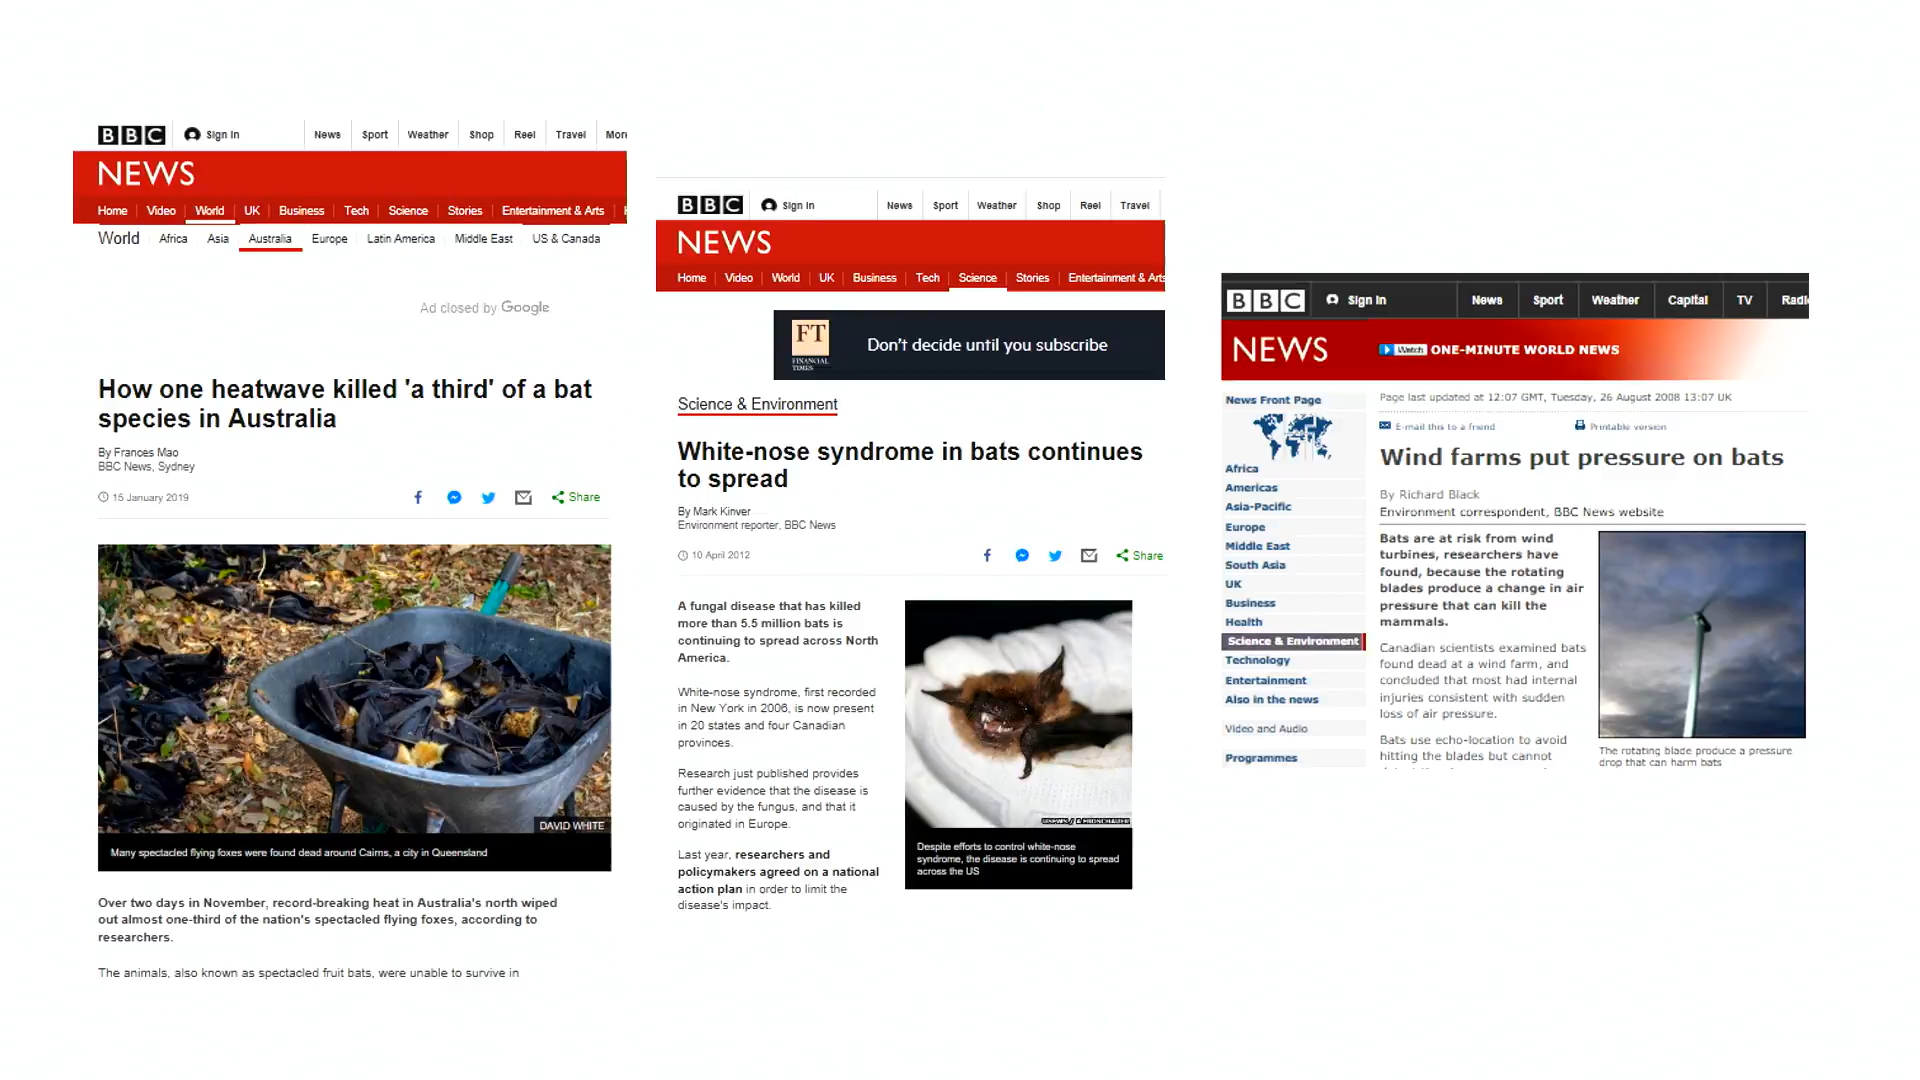 BBC Sign In News Sport Weather Shop Reel Travel More
NEWS
Home Video World UK Business Tech Science Stories Entertainment & Arts
World Africa Asia Australia Europe Latin America Middle East US & Canada
Ad closed by Google
How one heatwave killed 'a third' of a bat
species in Australia
By Frances Mao
BBC News, Sydney
15 January 2019
Share
DAVID WHITE
Many spectacled flying foxes were found dead around Cairns, a city in Queensland
Over two days in November, record-breaking heat in Australia's north wiped
out almost one-third of the nation's spectacled flying foxes, according to
researchers.
The animals, also known as spectacled fruit bats, were unable to survive in
BBC Sign In News Sport Weather Shop Reel Travel
NEWS
Home Video World UK Business Tech Science Stories Entertainment & Arts
FT
FINANCIAL
TIMES
Don't decide until you subscribe
Science & Environment
White-nose syndrome in bats continues
to spread
By Mark Kinver
Environment reporter, BBC News
10 April 2012
Share
A fungal disease that has killed
more than 5.5 million bats is
continuing to spread across North
America.
White-nose syndrome, first recorded
in New York in 2006, is now present
in 20 states and four Canadian
provinces.
Research just published provides
further evidence that the disease is
caused by the fungus, and that it
originated in Europe.
Last year, researchers and
policymakers agreed on a national
action plan in order to limit the
disease's impact.
Despite efforts to control white-nose
syndrome, the disease is continuing to spread
across the US
BBC Sign In News Sport Weather Capital TV
NEWS
Watch ONE-MINUTE WORLD NEWS
News Front Page
Africa
Americas
Asia-Pacific
Europe
Middle East
South Asia
UK
Business
Health
Science & Environment
Technology
Entertainment
Also in the news
Video and Audio
Programmes
Page last updated at 12:07 GMT, Tuesday, 26 August 2008 13:07 UK
E-mail this to a friend
Printable version
Wind farms put pressure on bats
By Richard Black
Environment correspondent, BBC News website
Bats are at risk from wind
turbines, researchers have
found, because the rotating
blades produce a change in air
pressure that can kill the
mammals.
Canadian scientists examined bats
found dead at a wind farm, and
concluded that most had internal
injuries consistent with sudden
loss of air pressure.
Bats use echo-location to avoid
hitting the blades but cannot
The rotating blade produce a pressure
drop that can harm bats